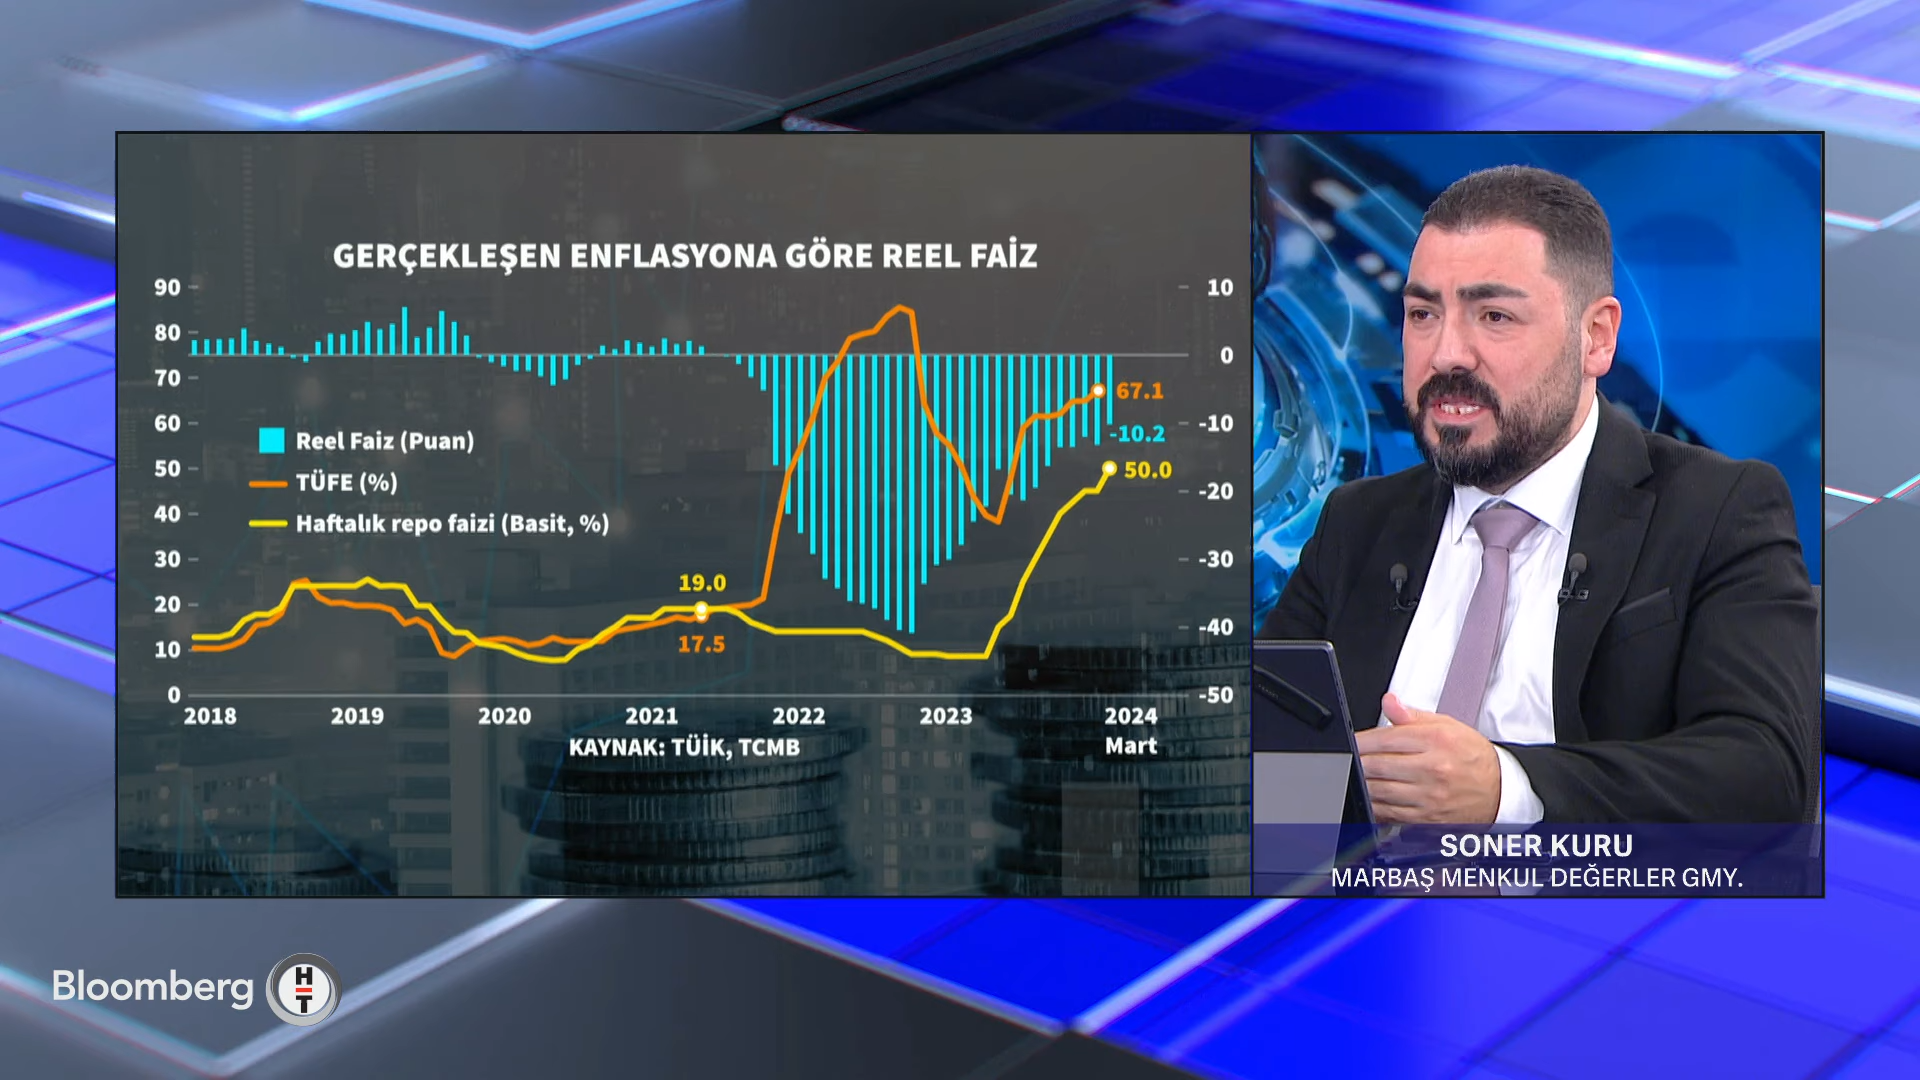 GERÇEKLEŞEN ENFLASYONA GÖRE REEL FAİZ
90
80
70
60
50
40
30
20
10
0
10
0
-10
-20
-30
-40
-50
Reel Faiz (Puan)
TÜFE (%)
Haftalık repo faizi (Basit, %)
67.1
-10.2
50.0
19.0
17.5
2018 2019 2020 2021 2022 2023 2024
Mart
KAYNAK: TÜİK, TCMB
SONER KURU
MARBAŞ MENKUL DEĞERLER GMY.
Bloomberg HT